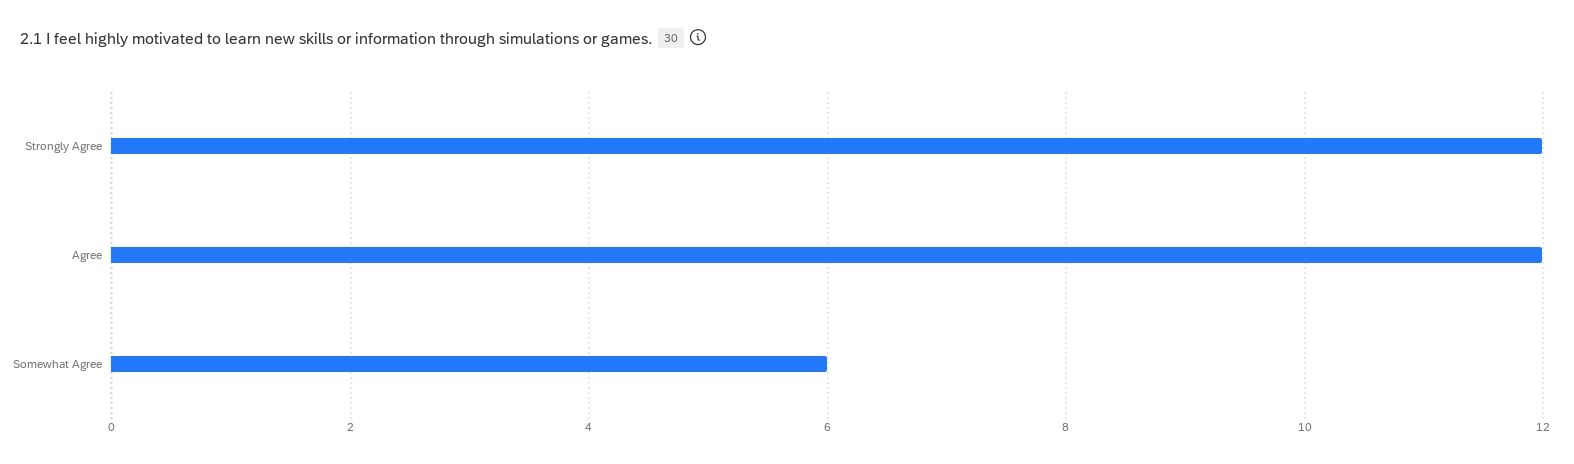 2.1 I feel highly motivated to learn new skills or information through simulations or games. 30
Strongly Agree
Agree
Somewhat Agree
0 2 4 6 8 10 12